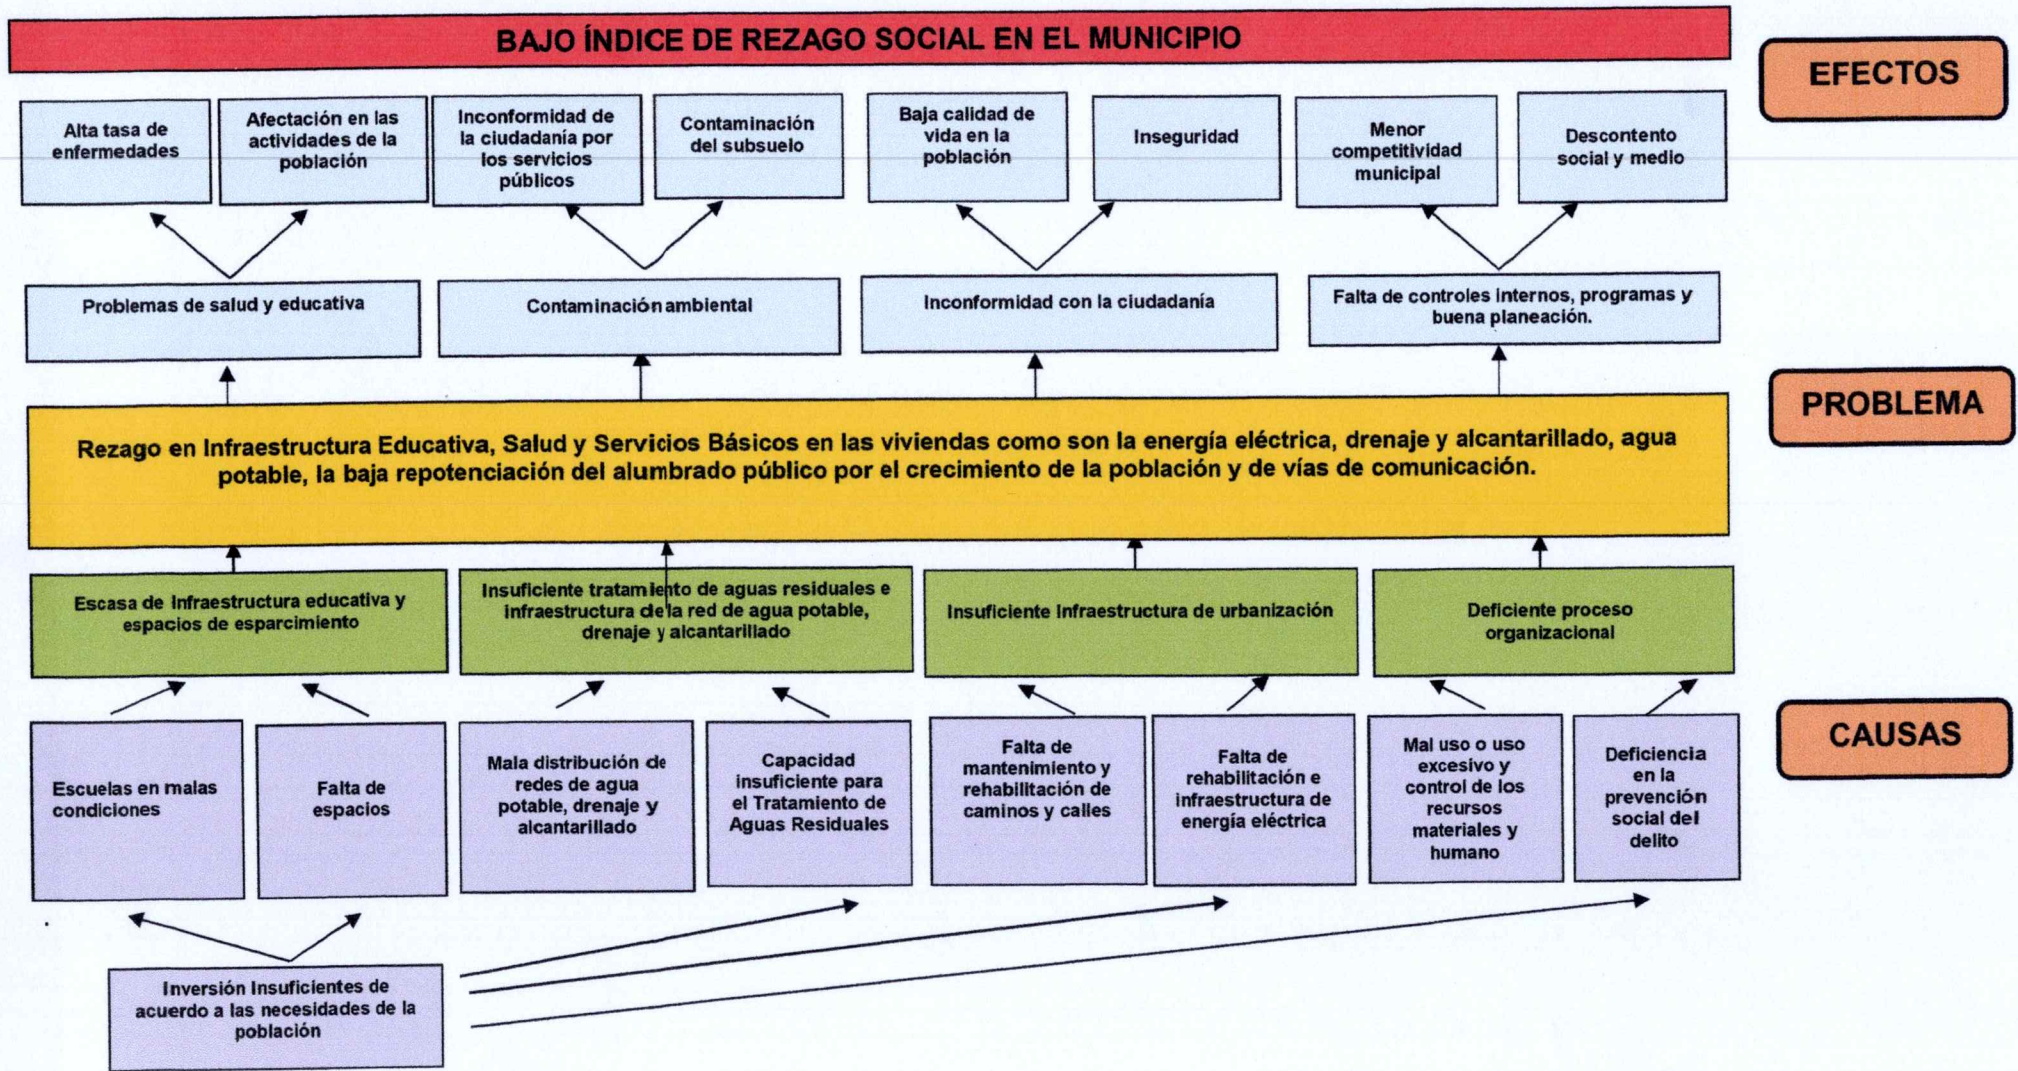 BAJO ÍNDICE DE REZAGO SOCIAL EN EL MUNICIPIO
EFECTOS
Alta tasa de
enfermedades
Afectación en las
actividades de la
población
Inconformidad de
la ciudadanía por
los servicios
públicos
Contaminación
del subsuelo
Baja calidad de
vida en la
población
Inseguridad
Menor
competitividad
municipal
Descontento
social y medio
Problemas de salud y educativa
Contaminación ambiental
Inconformidad con la ciudadanía
Falta de controles internos, programas y
buena planeación.
PROBLEMA
Rezago en Infraestructura Educativa, Salud y Servicios Básicos en las viviendas como son la energía eléctrica, drenaje y alcantarillado, agua
potable, la baja repotenciación del alumbrado público por el crecimiento de la población y de vías de comunicación.
Escasa de Infraestructura educativa y
espacios de esparcimiento
Insuficiente tratamiento de aguas residuales e
infraestructura de la red de agua potable,
drenaje y alcantarillado
Insuficiente Infraestructura de urbanización
Deficiente proceso
organizacional
CAUSAS
Escuelas en malas
condiciones
Falta de
espacios
Mala distribución de
redes de agua
potable, drenaje y
alcantarillado
Capacidad
insuficiente para
el Tratamiento de
Aguas Residuales
Falta de
mantenimiento y
rehabilitación de
caminos y calles
Falta de
rehabilitación e
infraestructura de
energía eléctrica
Mal uso o uso
excesivo y
control de los
recursos
materiales y
humano
Deficiencia
en la
prevención
social del
delito
Inversión Insuficientes de
acuerdo a las necesidades de la
población